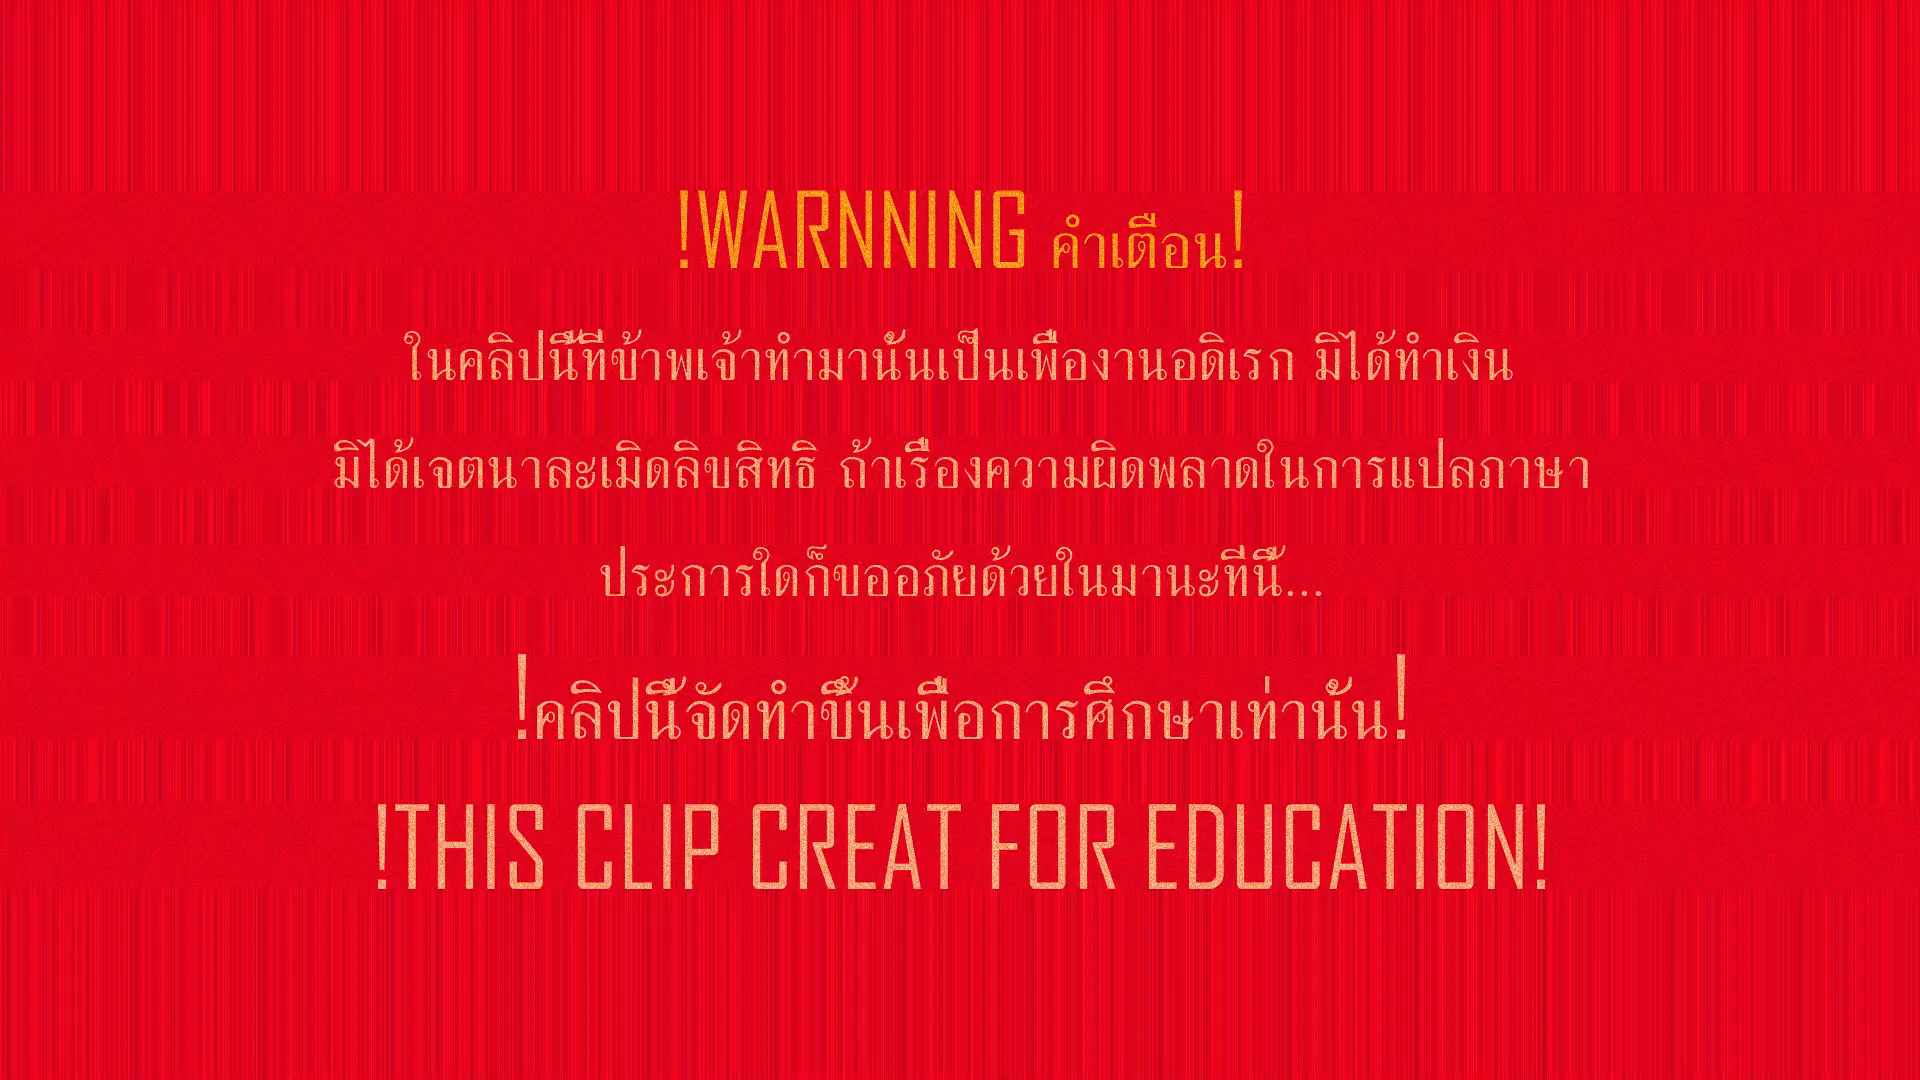 !WARNNING คำเตือน!
ในคลิปนี้ที่ข้าพเจ้าทำมานั้นเป็นเพื่องานอดิเรก มิได้ทำเงิน
มิได้เจตนาละเมิดลิขสิทธิ ถ้าเรื่องความผิดพลาดในการแปลภาษา
ประการใดก็ขออภัยด้วยในมานะที่นี้...
!คลิปนี้จัดทำขึ้นเพื่อการศึกษาเท่านั้น!
!THIS CLIP CREAT FOR EDUCATION!